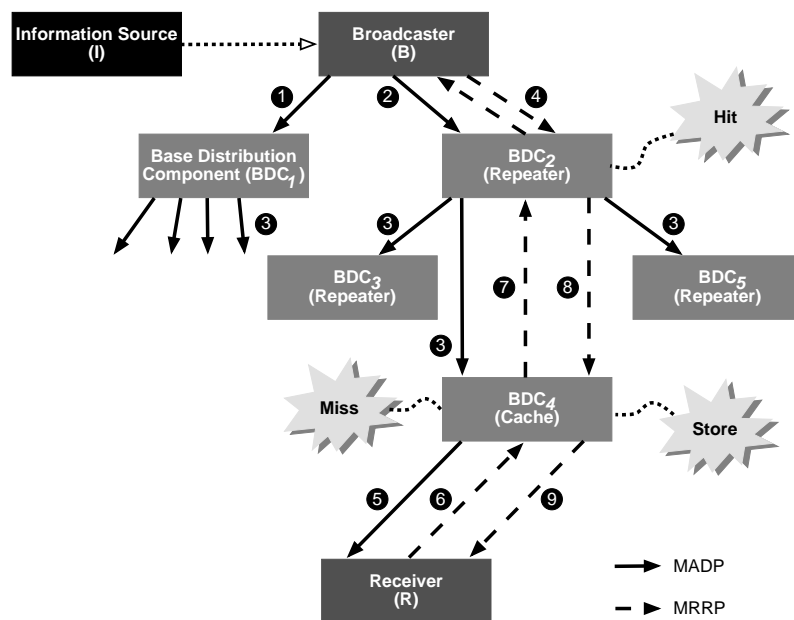 Information Source
(I)
Broadcaster
(B)
1
2
4
Hit
Base Distribution
Component (BDC1)
BDC2
(Repeater)
3
3
3
BDC3
(Repeater)
7
8
BDC5
(Repeater)
3
Miss
BDC4
(Cache)
Store
5
6
9
Receiver
(R)
MADP
MRRP